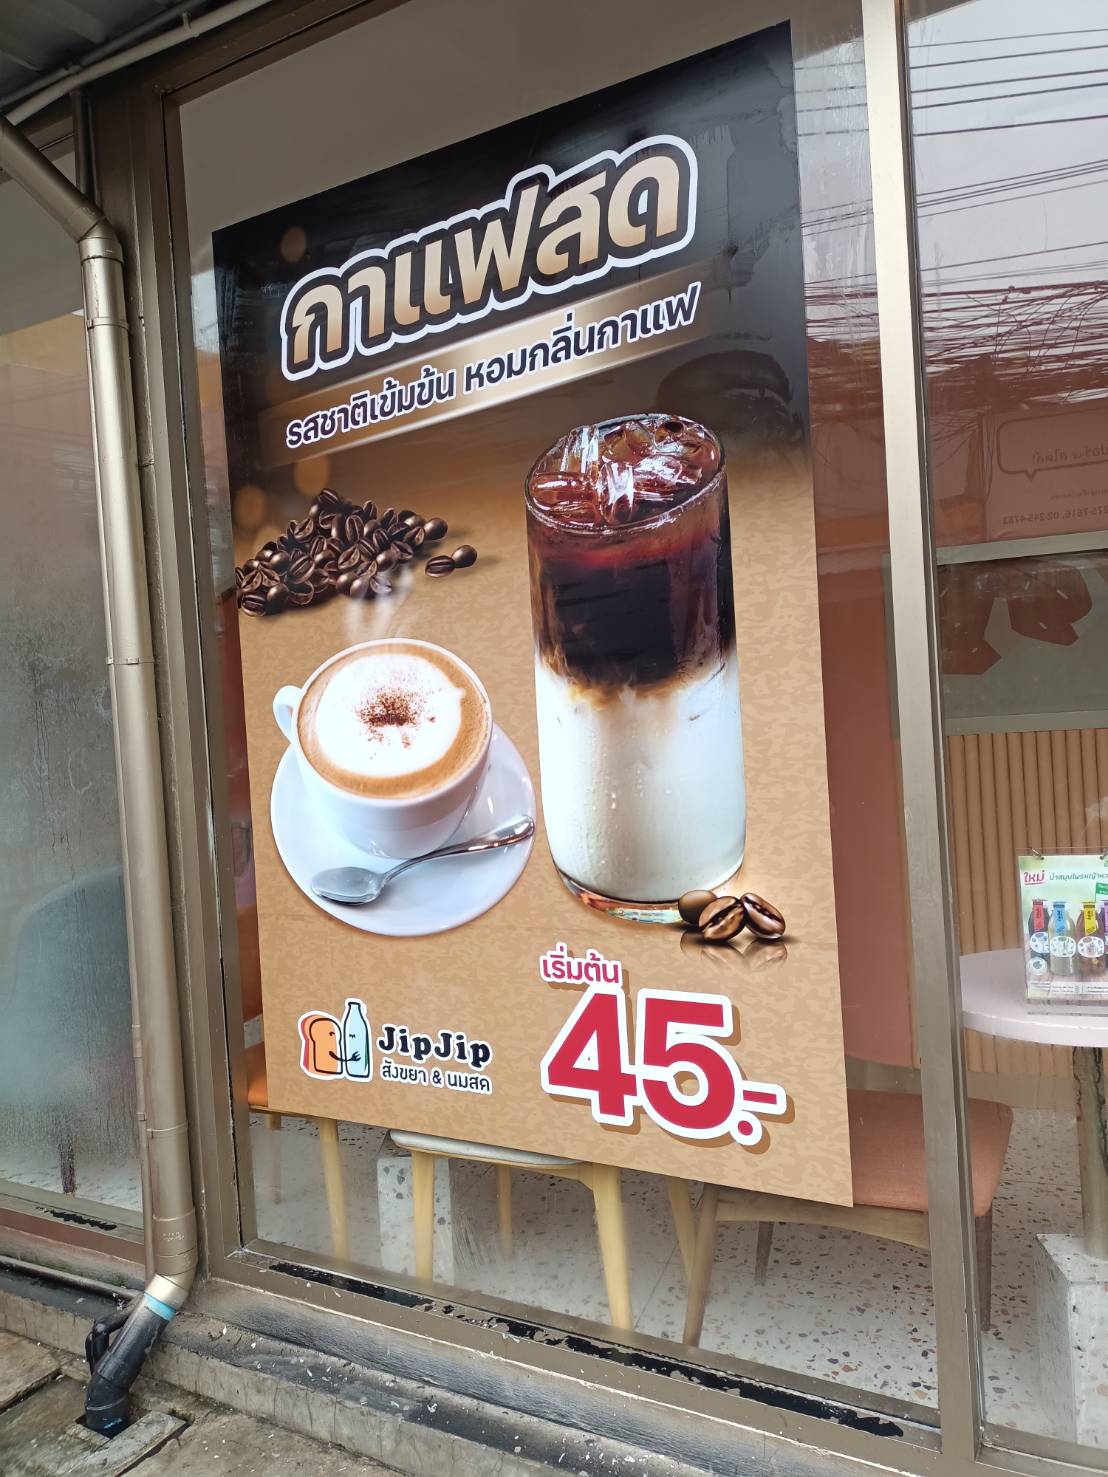 กาแฟสด
รสชาติเข้มข้น หอมกลิ่นกาแฟ
เริ่มต้น
45.-
JipJip
สังขยา & นมสด
ใหม่